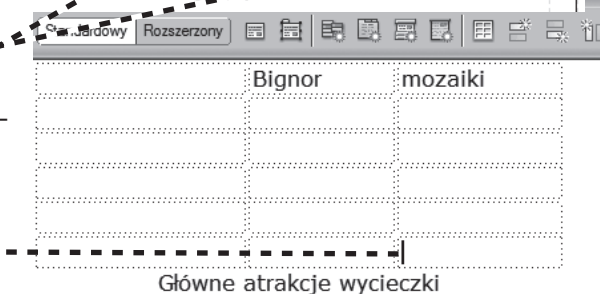 Standardowy Rozszerzony
Bignor mozaiki
Główne atrakcje wycieczki